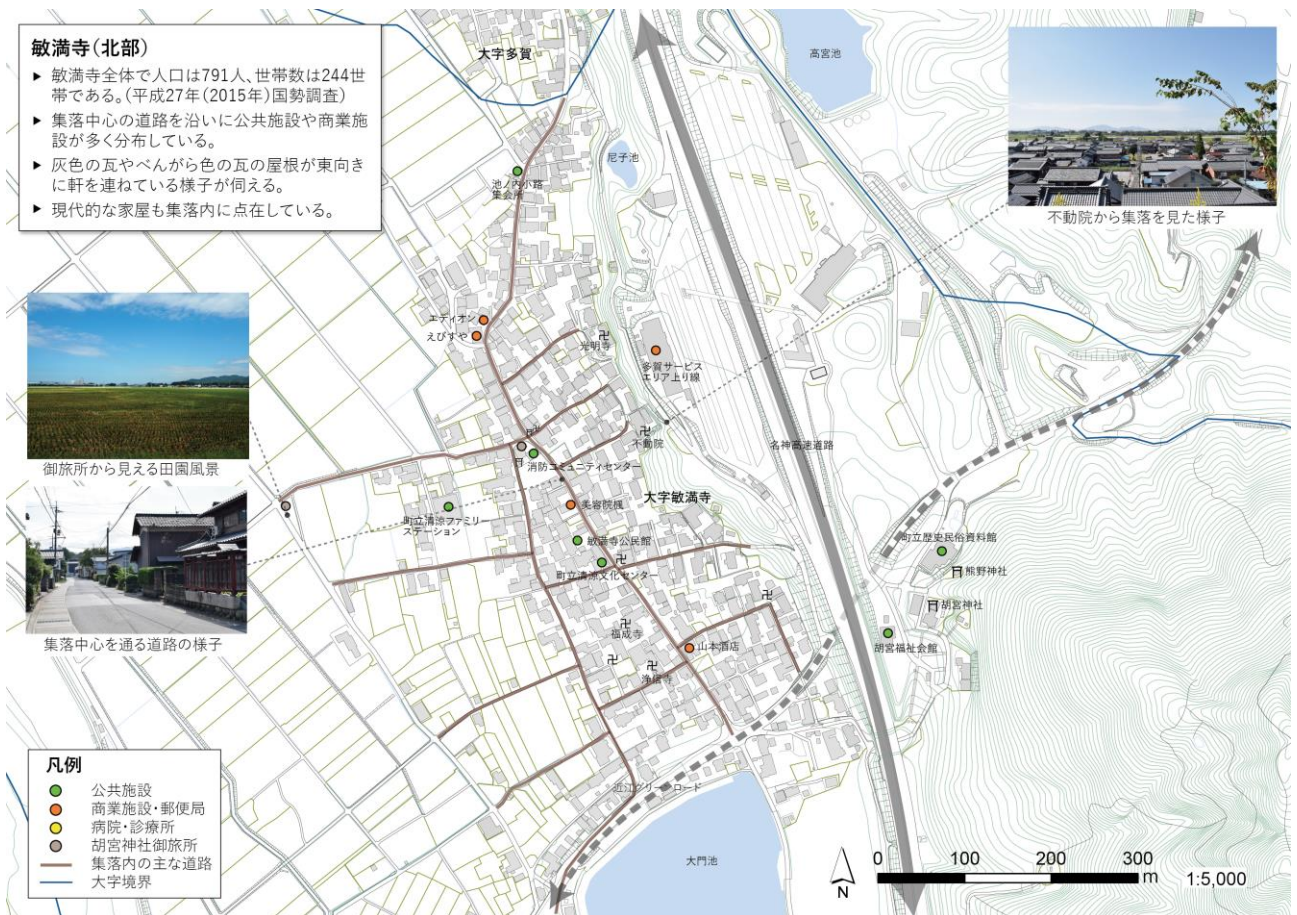 敏満寺(北部)
▶ 敏満寺全体で人口は791人、世帯数は244世
帯である。(平成27年(2015年)国勢調査)
▶ 集落中心の道路を沿いに公共施設や商業施
設が多く分布している。
▶ 灰色の瓦やべんがら色の瓦の屋根が東向き
に軒を連ねている様子が伺える。
▶ 現代的な家屋も集落内に点在している。
大字多賀
高宮池
尼子池
池ノ内小路
集会所
不動院から集落を見た様子
エディオン
えびすや
光明寺
多賀サービス
エリア上り線
不動院
名神高速道路
御旅所から見える田園風景
消防コミュニティセンター
大字敏満寺
美容院楓
町立清涼ファミリー
ステーション
敏満寺公民館
町立清涼文化センター
町立歴史民俗資料館
熊野神社
胡宮神社
胡宮福祉会館
集落中心を通る道路の様子
福成寺
山本酒店
浄信寺
近江グリーンロード
大門池
凡例
公共施設
商業施設・郵便局
病院・診療所
胡宮神社御旅所
集落内の主な道路
大字境界
N
0 100 200 300
m
1:5,000